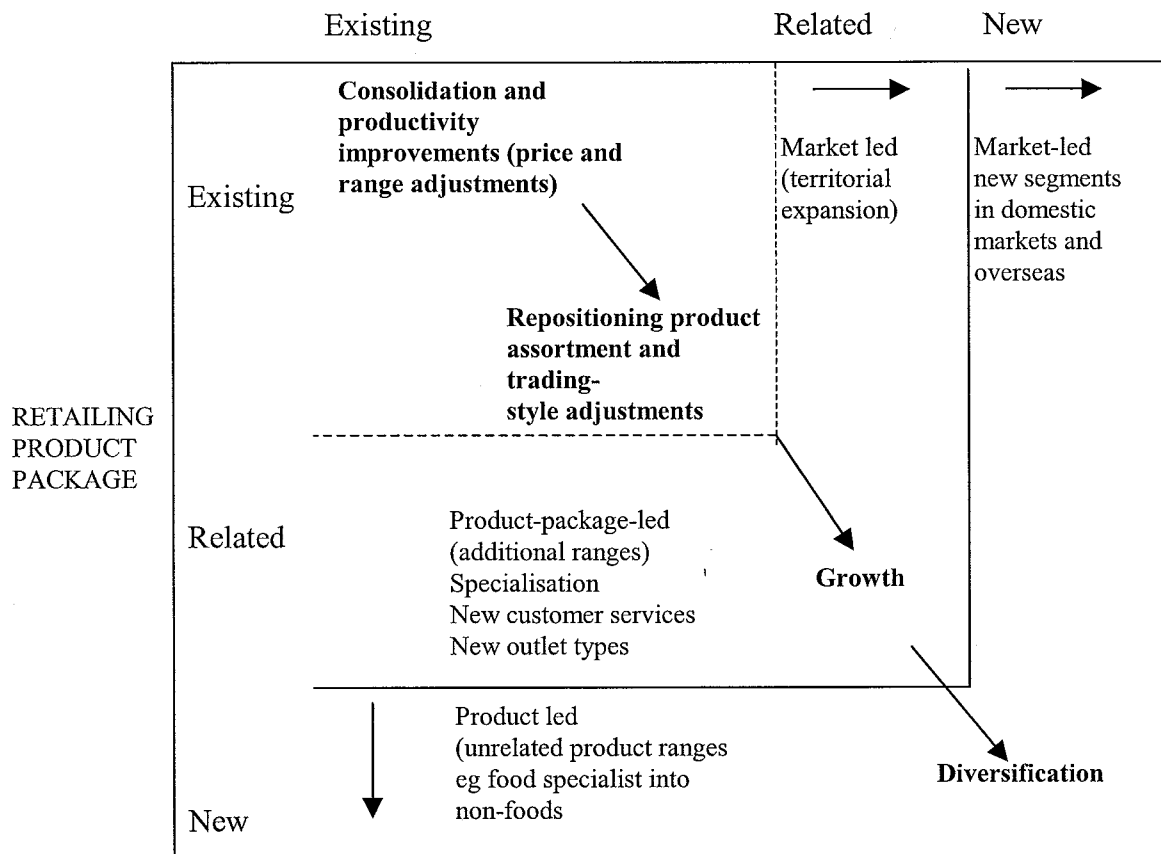 Existing
Related
New
Consolidation and
productivity
improvements (price and
range adjustments)
Market led
(territorial
expansion)
Market-led
new segments
in domestic
markets and
overseas
Existing
Repositioning product
assortment and
trading-
style adjustments
RETAILING
PRODUCT
PACKAGE
Related
Product-package-led
(additional ranges)
Specialisation
New customer services
New outlet types
Growth
Product led
(unrelated product ranges
eg food specialist into
non-foods
Diversification
New